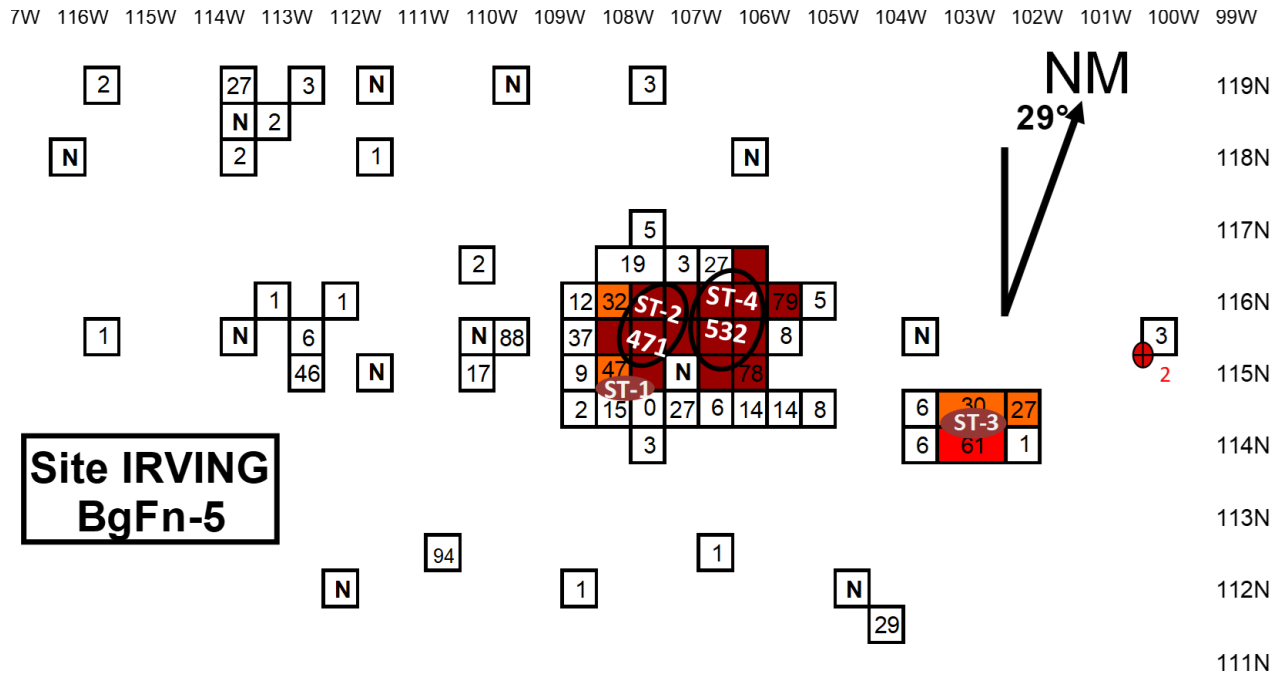 7W 116W 115W 114W 113W 112W 111W 110W 109W 108W 107W 106W 105W 104W 103W 102W 101W 100W 99W
NM
2 27 3 N N 3 119N
29°
N 2
N 2 1 N 118N
5 117N
2 19 3 27
1 1 12 32 ST-2 ST-4 79 5 116N
1 N 6 N 88 37 471 532 8 N 3
46 N 17 9 47 N 78 2 115N
ST-1
2 15 0 27 6 14 14 8 6 30 27
ST-3
3 6 61 1 114N
Site IRVING
BgFn-5
113N
94 1
N 1 N 112N
29
111N